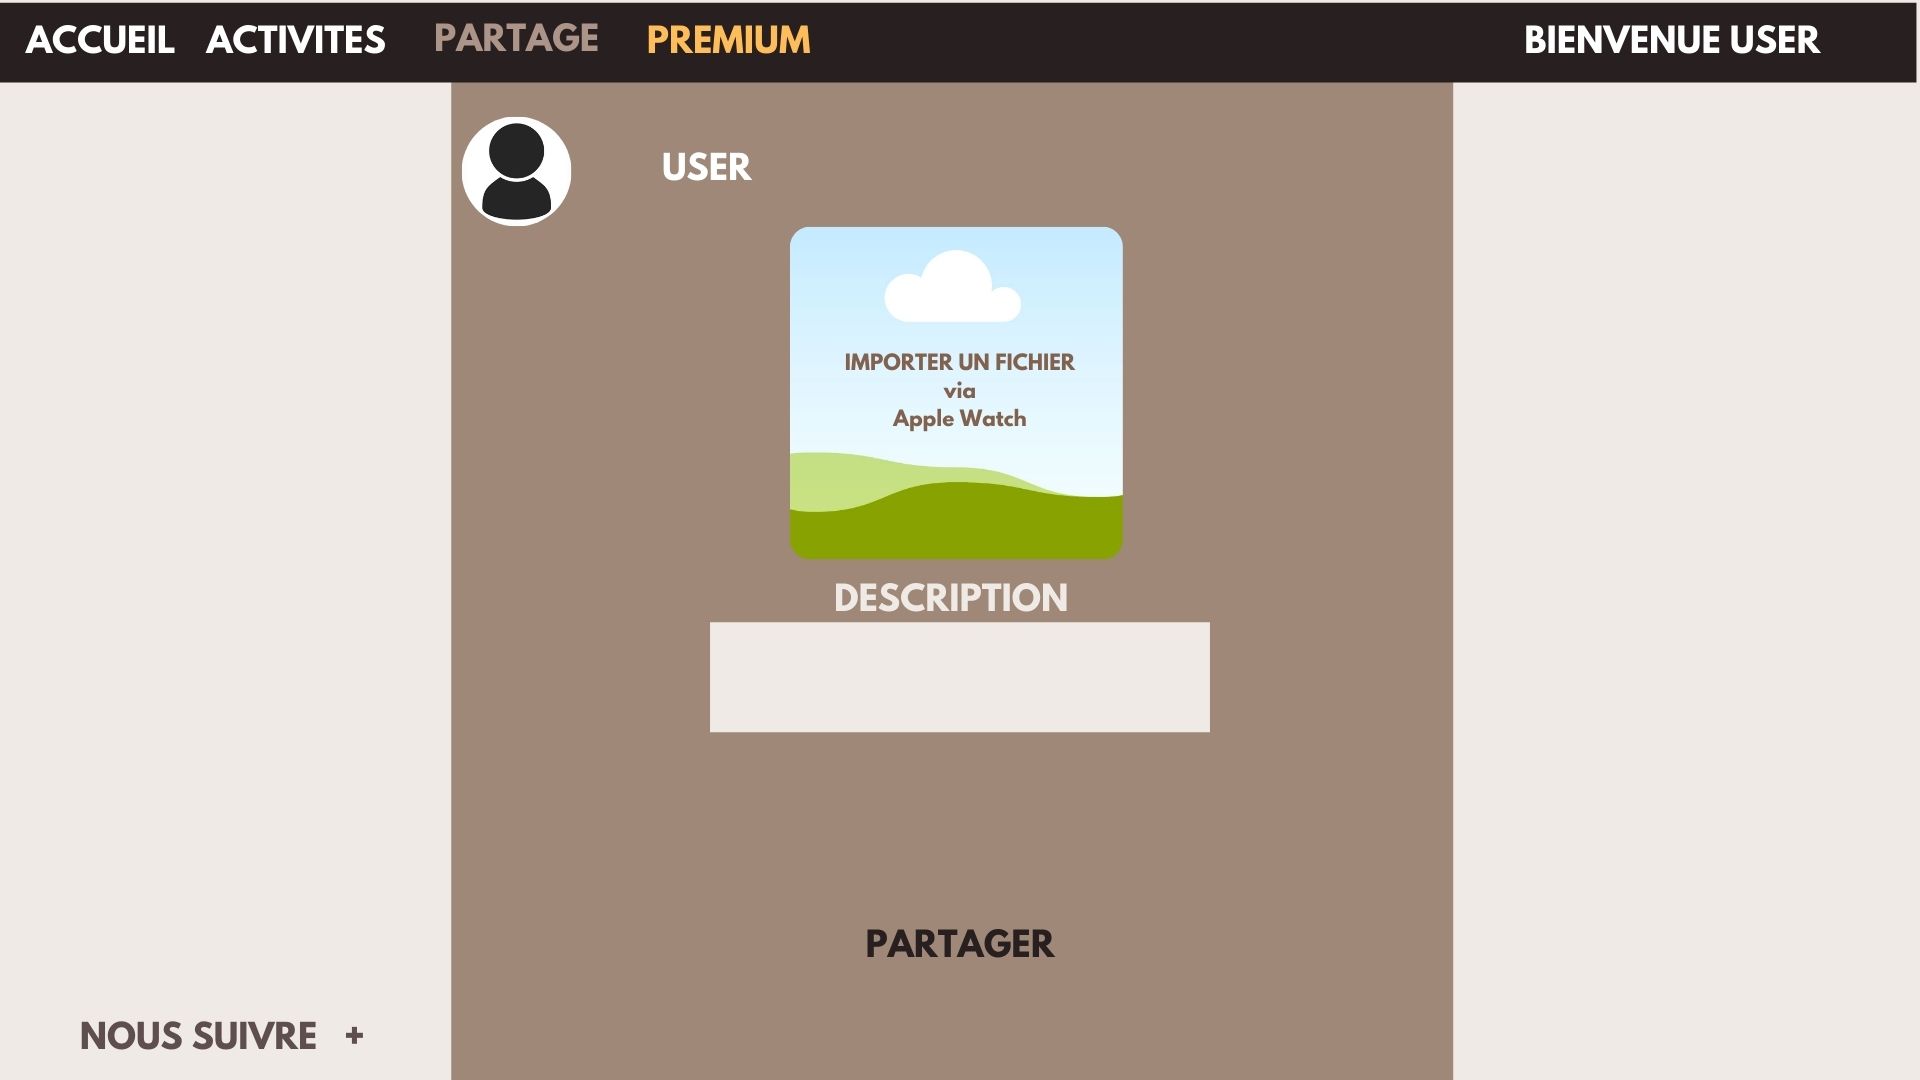 ACCUEIL ACTIVITES PARTAGE PREMIUM BIENVENUE USER
USER
IMPORTER UN FICHIER
via
Apple Watch
DESCRIPTION
PARTAGER
NOUS SUIVRE +